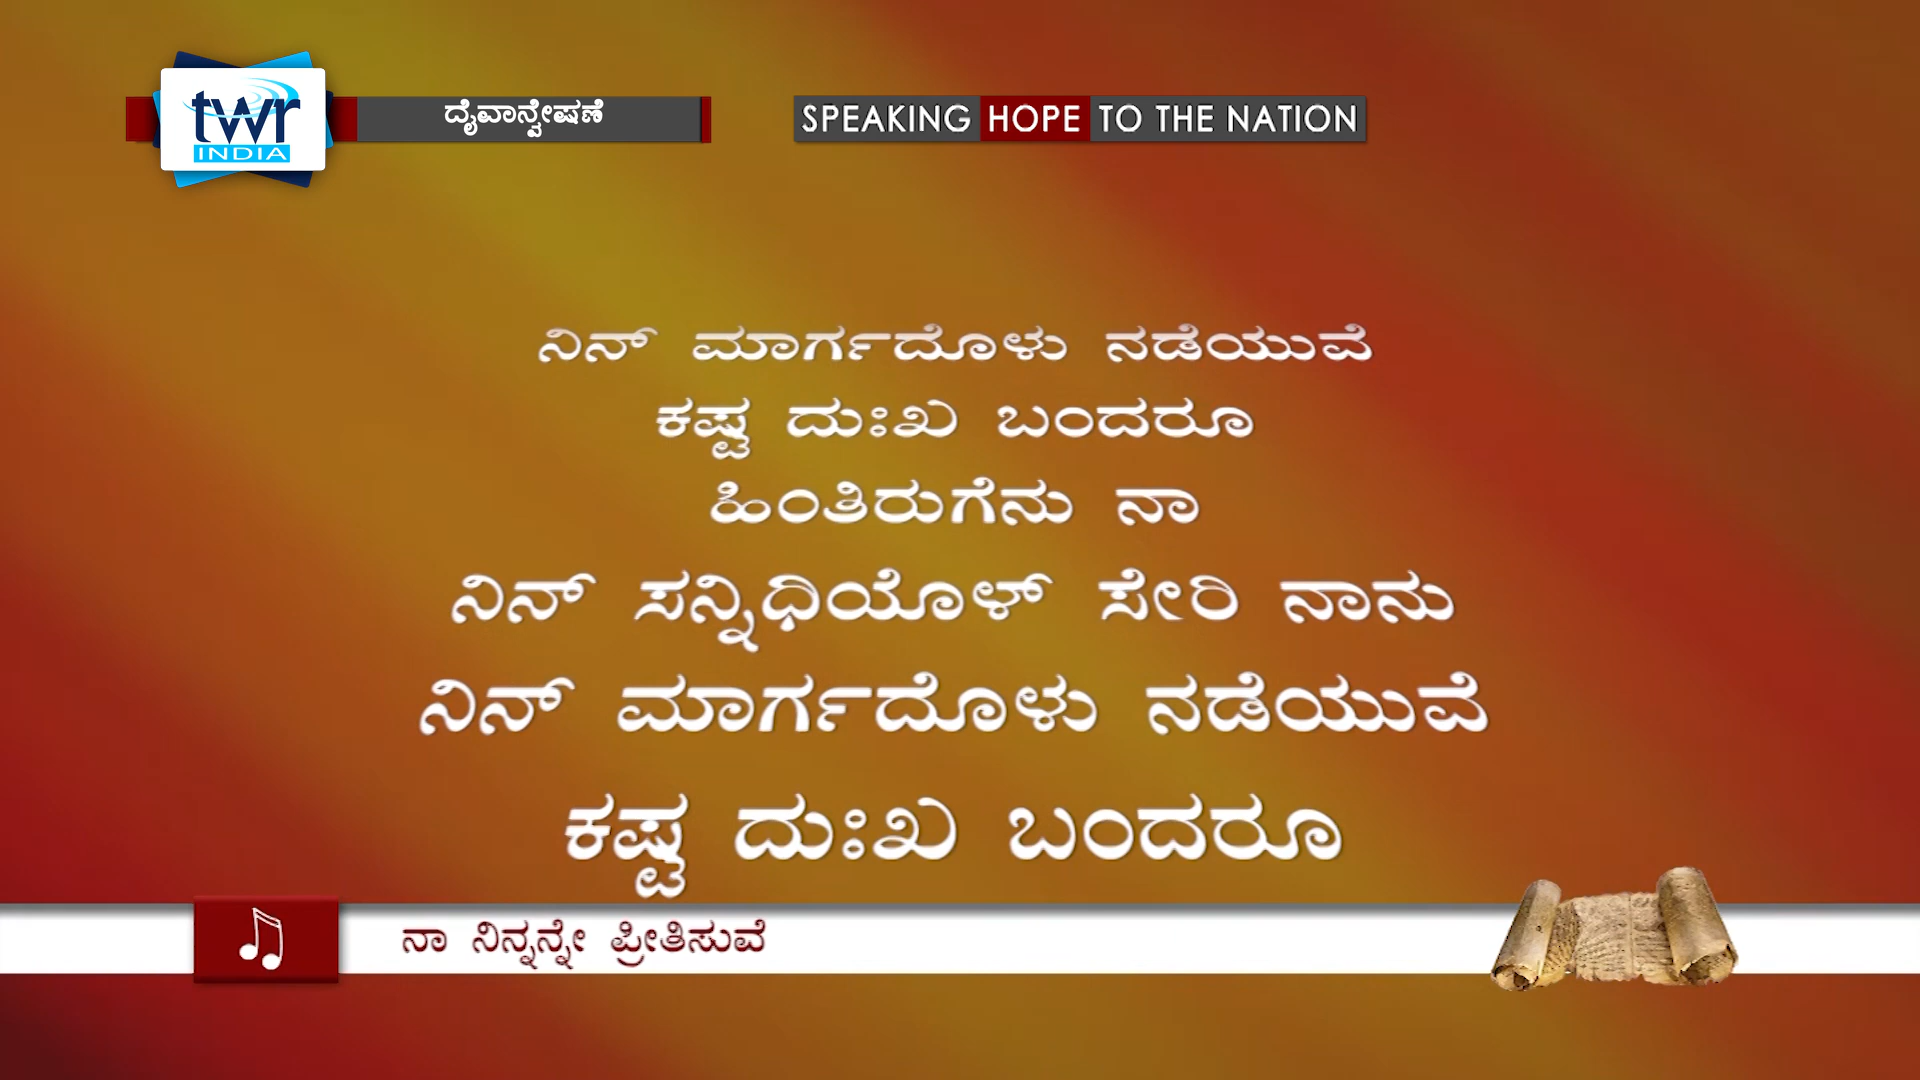 twr
INDIA
ದೈವಾನ್ವೇಷಣೆ
SPEAKING HOPE TO THE NATION
ನಿನ್ ಮಾರ್ಗದೊಳು ನಡೆಯುವೆ
ಕಷ್ಟ ದುಃಖ ಬಂದರೂ
ಹಿಂತಿರುಗೆನು ನಾ
ನಿನ್ ಸನ್ನಿಧಿಯೊಳ್ ಸೇರಿ ನಾನು
ನಿನ್ ಮಾರ್ಗದೊಳು ನಡೆಯುವೆ
ಕಷ್ಟ ದುಃಖ ಬಂದರೂ
ನಾ ನಿನ್ನನ್ನೇ ಪ್ರೀತಿಸುವೆ